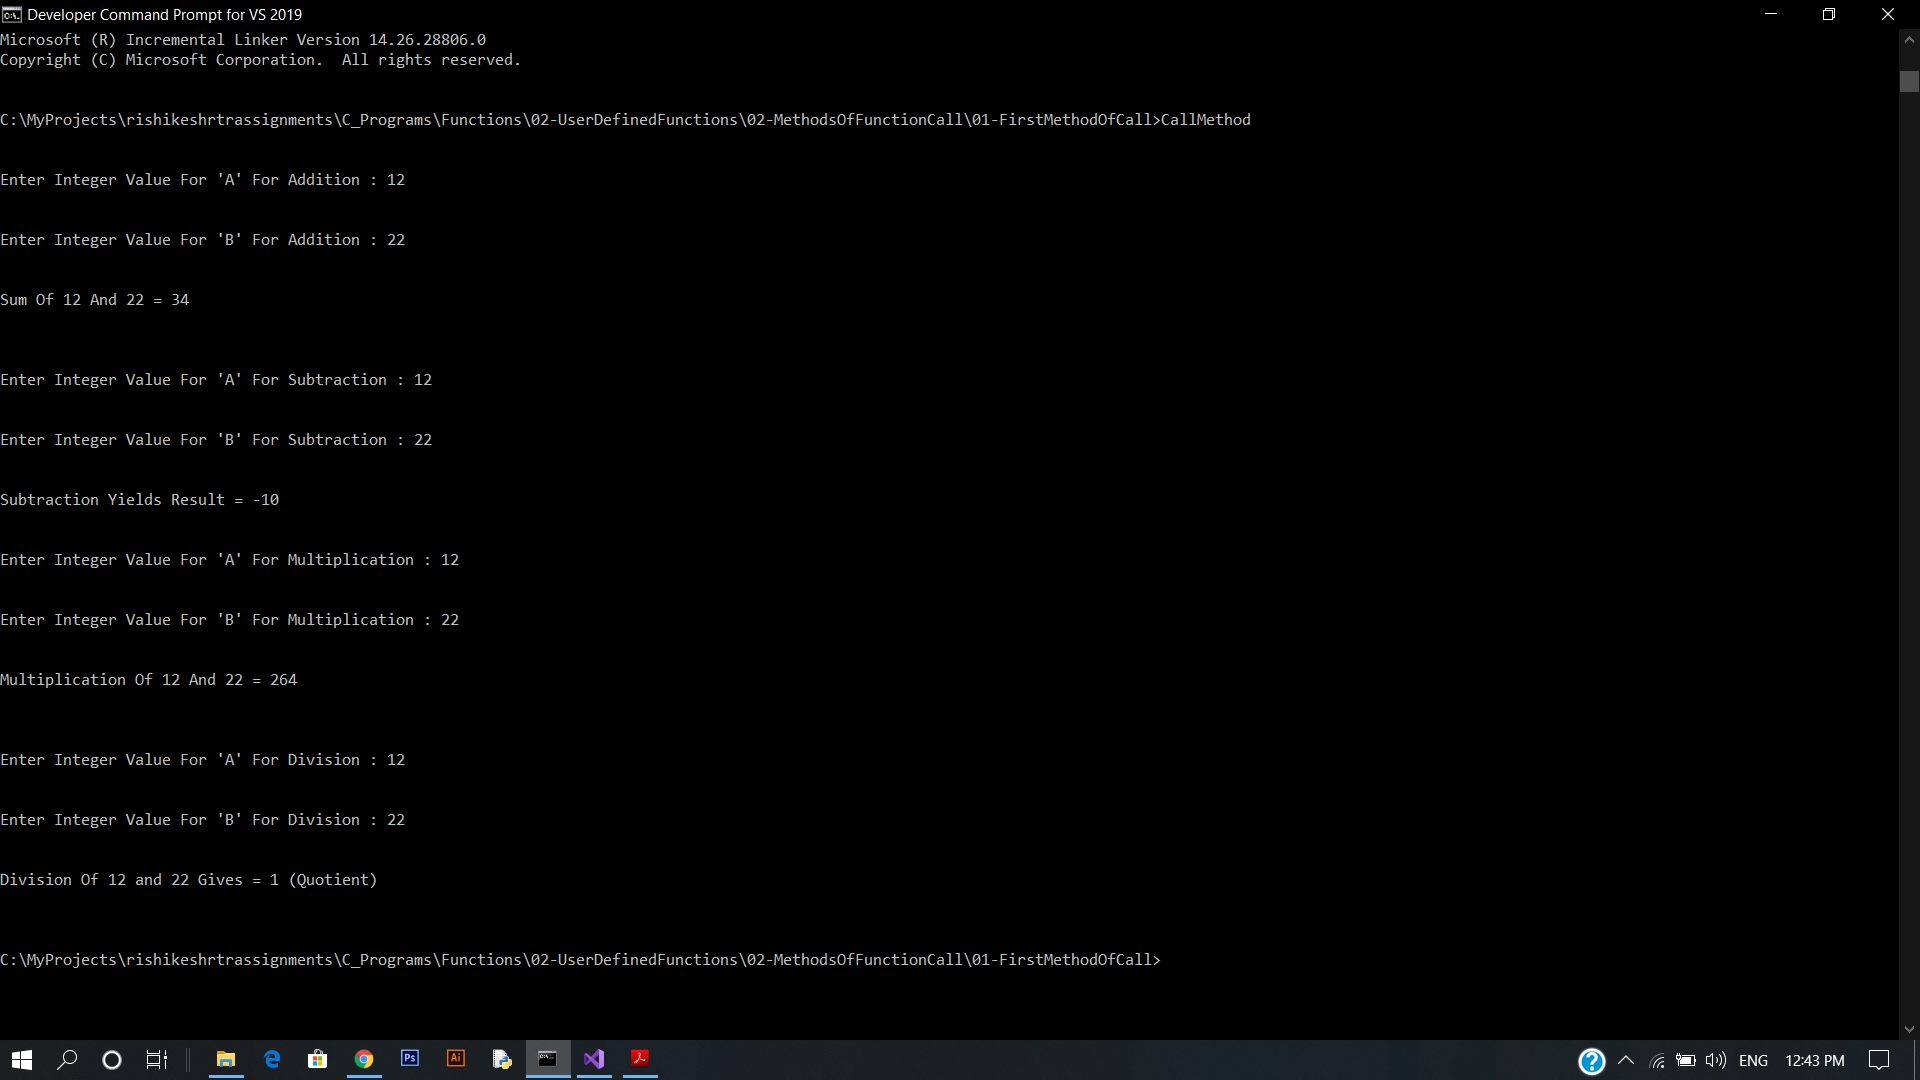 Developer Command Prompt for VS 2019
Microsoft (R) Incremental Linker Version 14.26.28806.0
Copyright (C) Microsoft Corporation.  All rights reserved.
C:\MyProjects\rishikeshrtrassignments\C_Programs\Functions\02-UserDefinedFunctions\02-MethodsOfFunctionCall\01-FirstMethodOfCall>CallMethod
Enter Integer Value For 'A' For Addition : 12
Enter Integer Value For 'B' For Addition : 22
Sum Of 12 And 22 = 34
Enter Integer Value For 'A' For Subtraction : 12
Enter Integer Value For 'B' For Subtraction : 22
Subtraction Yields Result = -10
Enter Integer Value For 'A' For Multiplication : 12
Enter Integer Value For 'B' For Multiplication : 22
Multiplication Of 12 And 22 = 264
Enter Integer Value For 'A' For Division : 12
Enter Integer Value For 'B' For Division : 22
Division Of 12 and 22 Gives = 1 (Quotient)
C:\MyProjects\rishikeshrtrassignments\C_Programs\Functions\02-UserDefinedFunctions\02-MethodsOfFunctionCall\01-FirstMethodOfCall>
Ps Ai ENG 12:43 PM